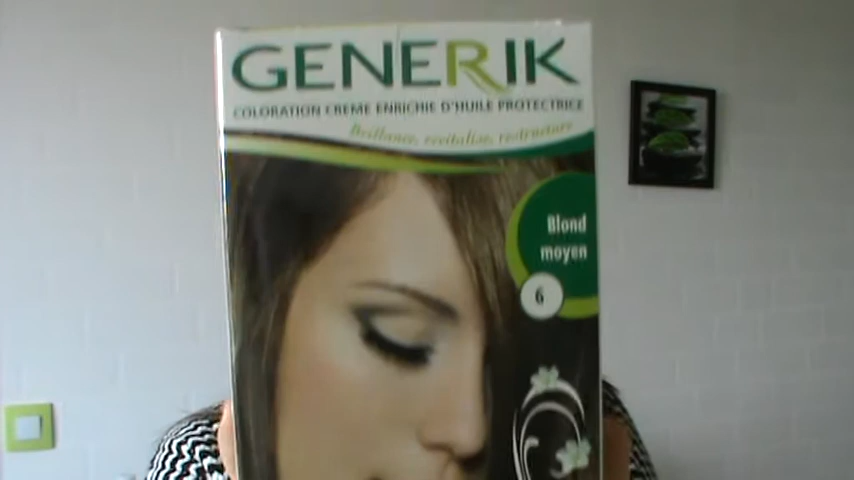 GENERIK
COLORATION CREME ENRICHIE D'HUILE PROTECTRICE
Brillance, revitalise, restructure
Blond
moyen
6